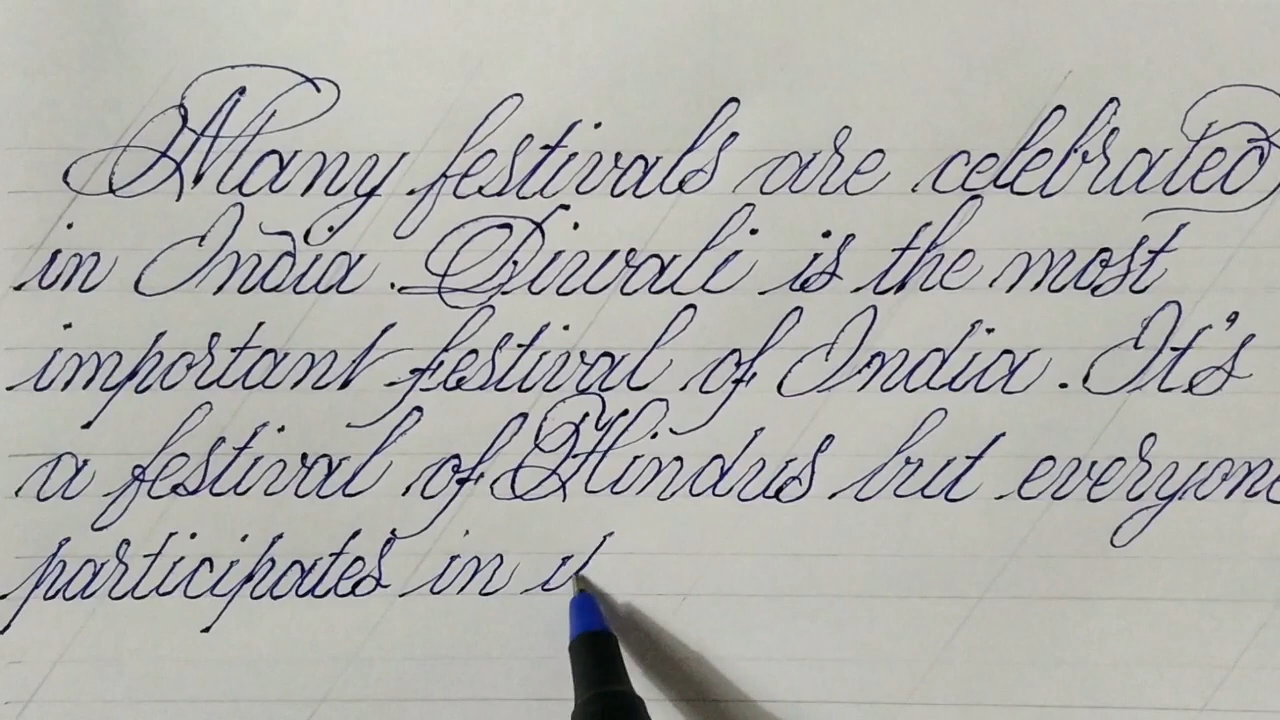 Many festivals are celebrated
in India. Diwali is the most
important festival of India. It's
a festival of Hindus but everyone
participates in it